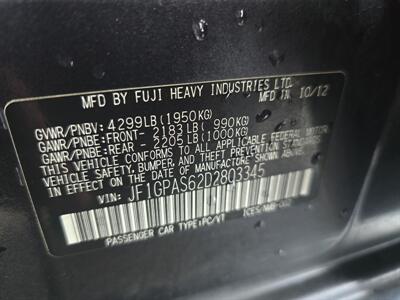 MFD BY FUJI HEAVY INDUSTRIES LTD.
MFD IN 10/12
GVWR/PNBV: 4299LB (1950KG)
GAWR/PNBE: FRONT- 2183LB ( 990KG)
GAWR/PNBE: REAR - 2205LB (1000KG)
THIS VEHICLE CONFORMS TO ALL APPLICABLE FEDERAL MOTOR
VEHICLE SAFETY, BUMPER, AND THEFT PREVENTION STANDARDS
IN EFFECT ON THE DATE OF MANUFACTURE SHOWN ABOVE.
VIN: JF1GPAS62D2803345
PASSENGER CAR TYPE:PC/VT